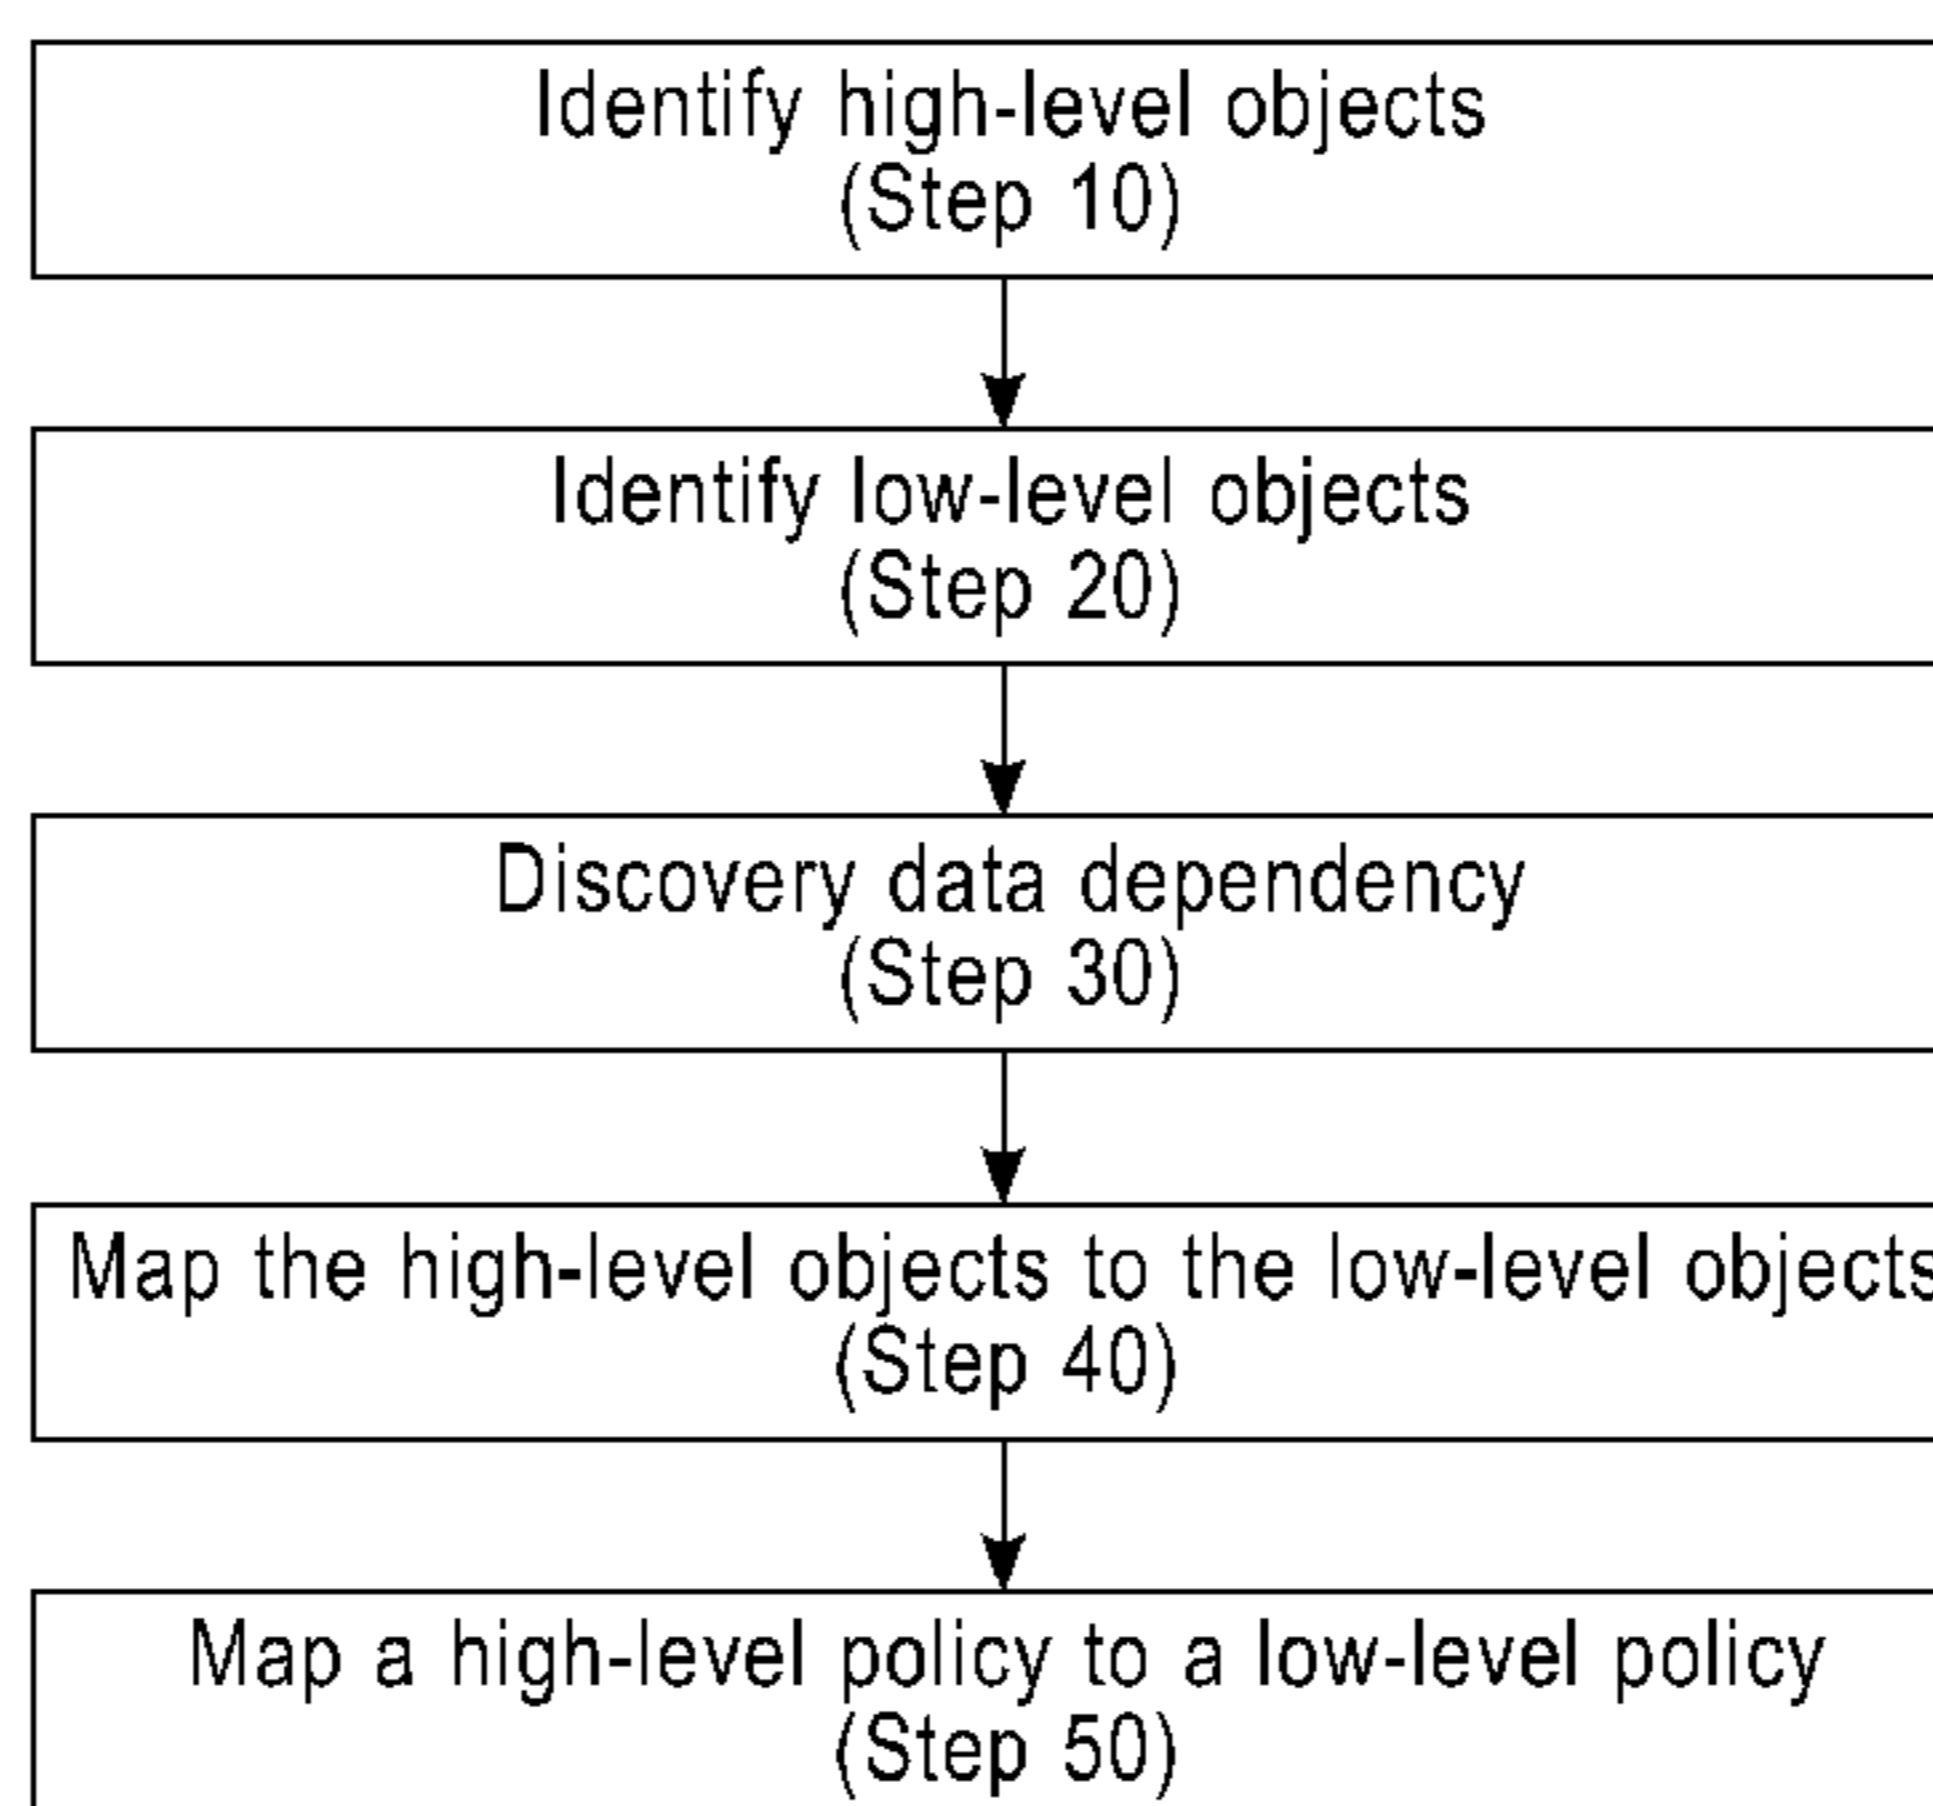 Identify high-level objects
(Step 10)
Identify low-level objects
(Step 20)
Discovery data dependency
(Step 30)
Map the high-level objects to the low-level objects
(Step 40)
Map a high-level policy to a low-level policy
(Step 50)